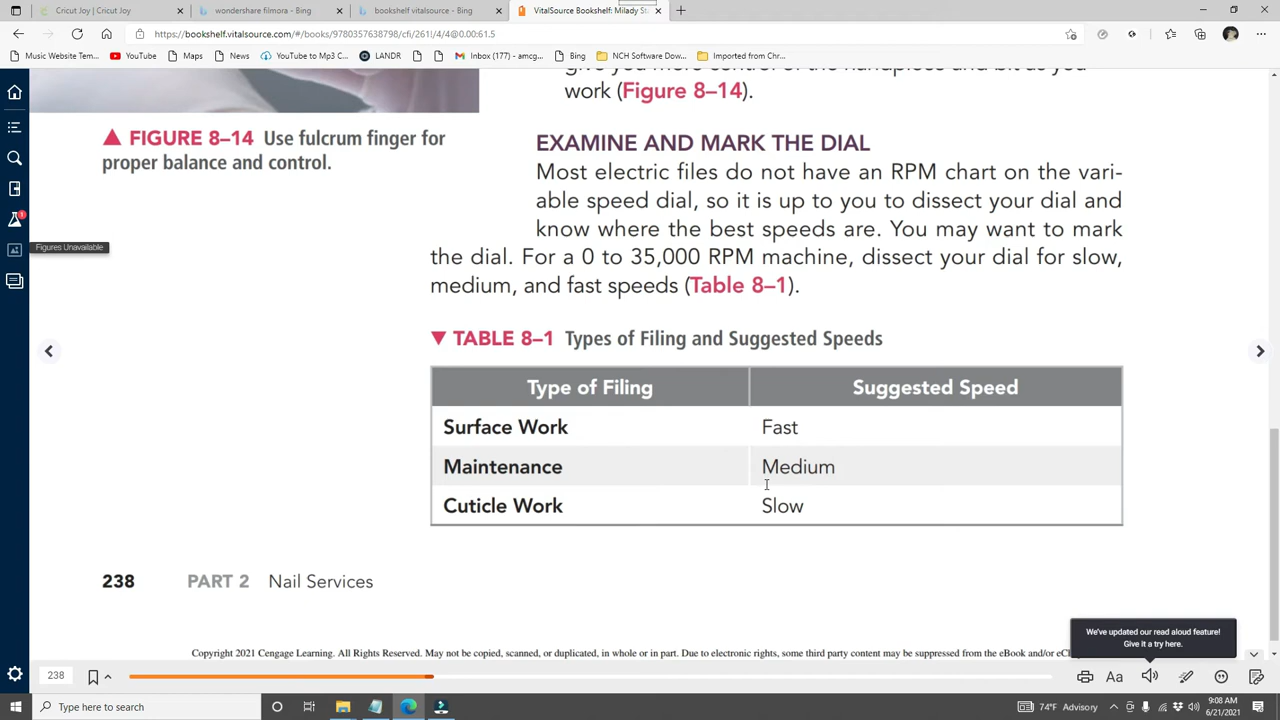 Cricut Joy | Cricut Joy
wondershare filmora - Bing
bookshelf vitalsource - Bing
VitalSource Bookshelf: Milady St
https://bookshelf.vitalsource.com/#/books/9780357638798/cfi/261!/4/4@0.00:61.5
Music Website Tem...
YouTube
Maps
News
YouTube to Mp3 C...
LANDR
Inbox (177) - amcg...
Bing
NCH Software Dow...
Imported from Chr...
work (Figure 8–14).
▲ FIGURE 8–14 Use fulcrum finger for
proper balance and control.
EXAMINE AND MARK THE DIAL
Most electric files do not have an RPM chart on the vari-
able speed dial, so it is up to you to dissect your dial and
know where the best speeds are. You may want to mark
the dial. For a 0 to 35,000 RPM machine, dissect your dial for slow,
medium, and fast speeds (Table 8–1).
1
Figures Unavailable
▼ TABLE 8–1 Types of Filing and Suggested Speeds
Type of Filing Suggested Speed
Surface Work Fast
Maintenance Medium
Cuticle Work Slow
238 PART 2 Nail Services
We've updated our read aloud feature!
Give it a try here.
Copyright 2021 Cengage Learning. All Rights Reserved. May not be copied, scanned, or duplicated, in whole or in part. Due to electronic rights, some third party content may be suppressed from the eBook and/or eC
238
Aa
Type here to search
74°F Advisory
9:08 AM
6/21/2021